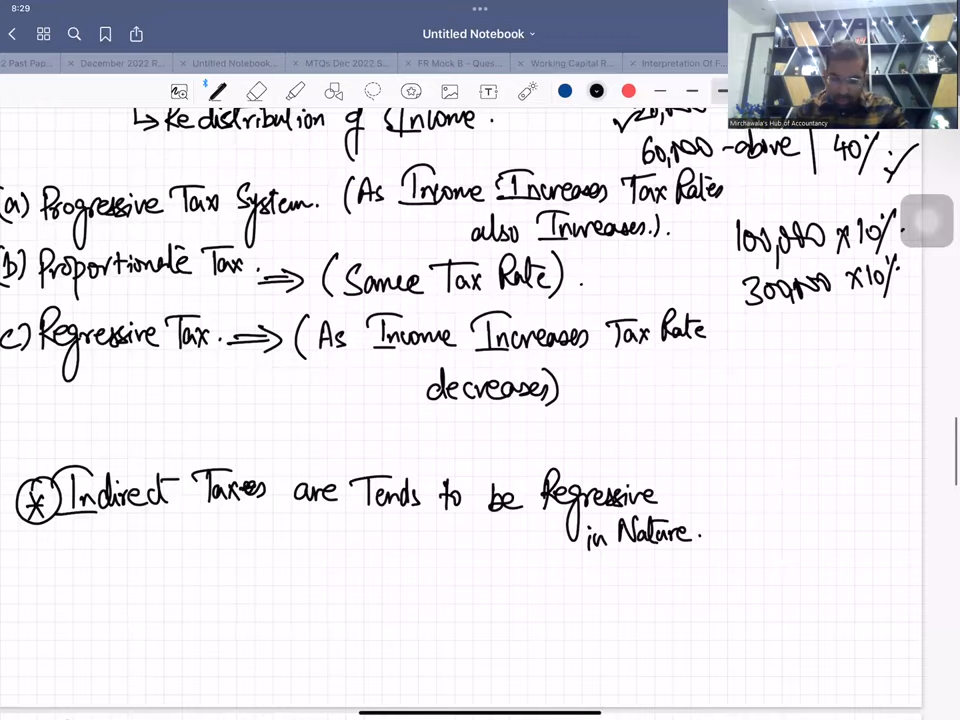 8:29
Untitled Notebook
2 Past Pap...
December 2022 R...
Untitled Notebook...
MTQs Dec 2022 S...
FR Mock B - Ques...
Working Capital R...
Interpretation Of F...
Mirchawala's Hub of Accountancy
↳ Redistribution of Income.
60,000 - above | 40% ✓
(a) Progressive Tax System. (As Income Increases Tax Rates
also Increases.).
100,000 x 10%
(b) Proportionate Tax. ⇒ (Same Tax Rate).
300,000 x 10%
c) Regressive Tax. ⇒ (As Income Increases Tax Rate
decreases)
* Indirect Taxes are Tends to be Regressive
in Nature.